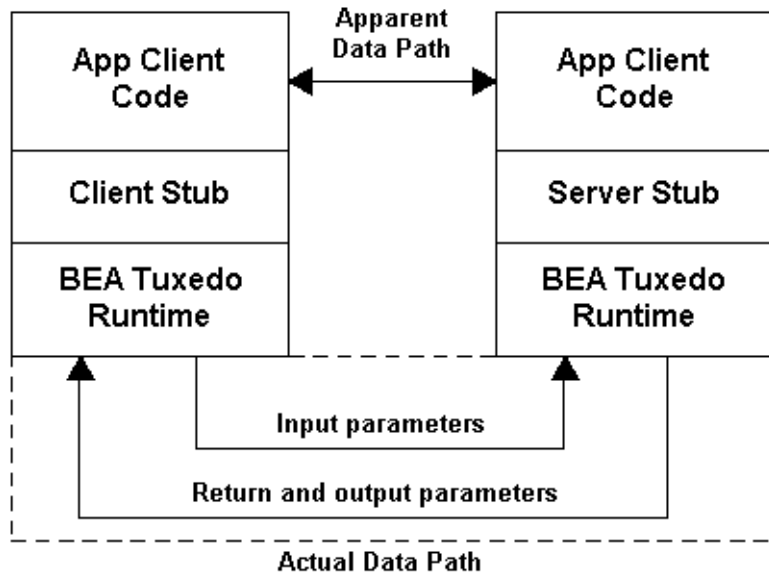 Apparent
Data Path
App Client
Code
App Client
Code
Client Stub
Server Stub
BEA Tuxedo
Runtime
BEA Tuxedo
Runtime
Input parameters
Return and output parameters
Actual Data Path